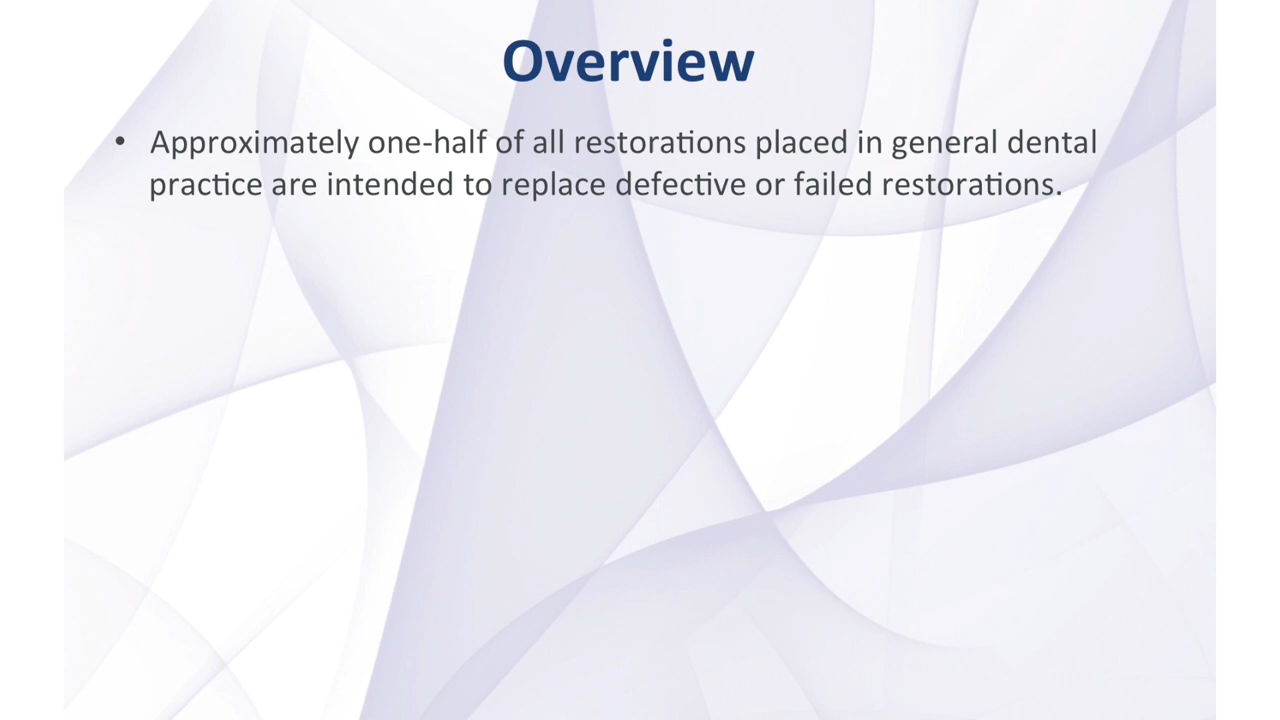 Overview
• Approximately one-half of all restorations placed in general dental
practice are intended to replace defective or failed restorations.